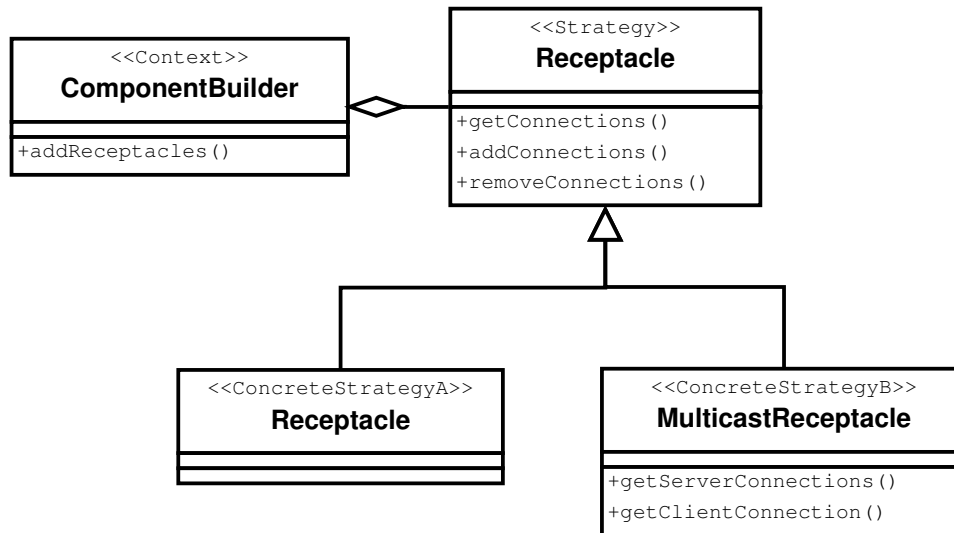 <<Context>>
ComponentBuilder
+addReceptacles()
<<Strategy>>
Receptacle
+getConnections()
+addConnections()
+removeConnections()
<<ConcreteStrategyA>>
Receptacle
<<ConcreteStrategyB>>
MulticastReceptacle
+getServerConnections()
+getClientConnection()